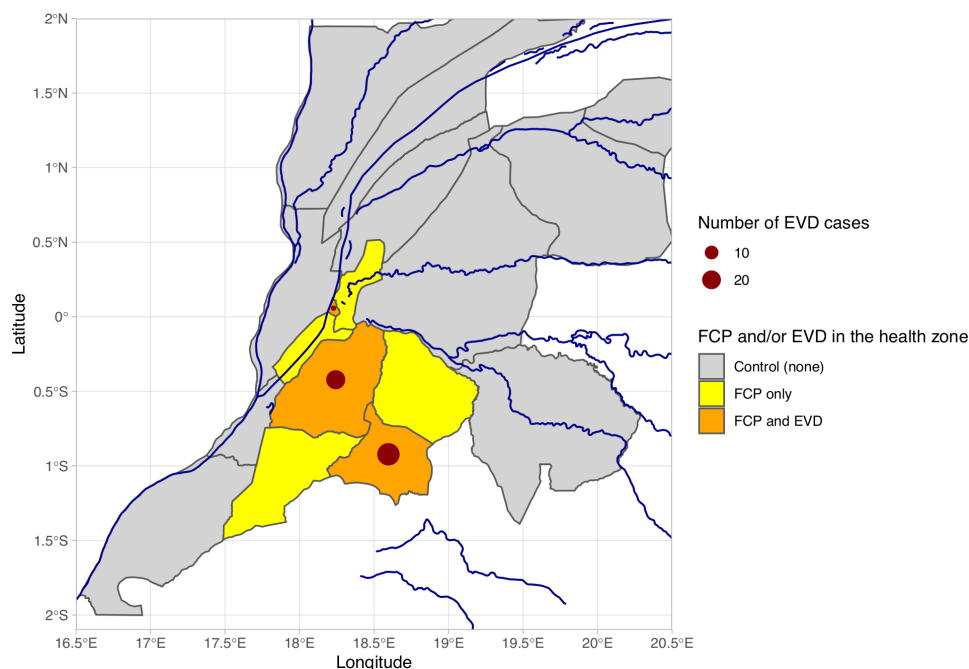 2°N
1.5°N
1°N
0.5°N
0°
0.5°S
1°S
1.5°S
2°S
Latitude
16.5°E 17°E 17.5°E 18°E 18.5°E 19°E 19.5°E 20°E 20.5°E
Longitude
Number of EVD cases
10
20
FCP and/or EVD in the health zone
Control (none)
FCP only
FCP and EVD